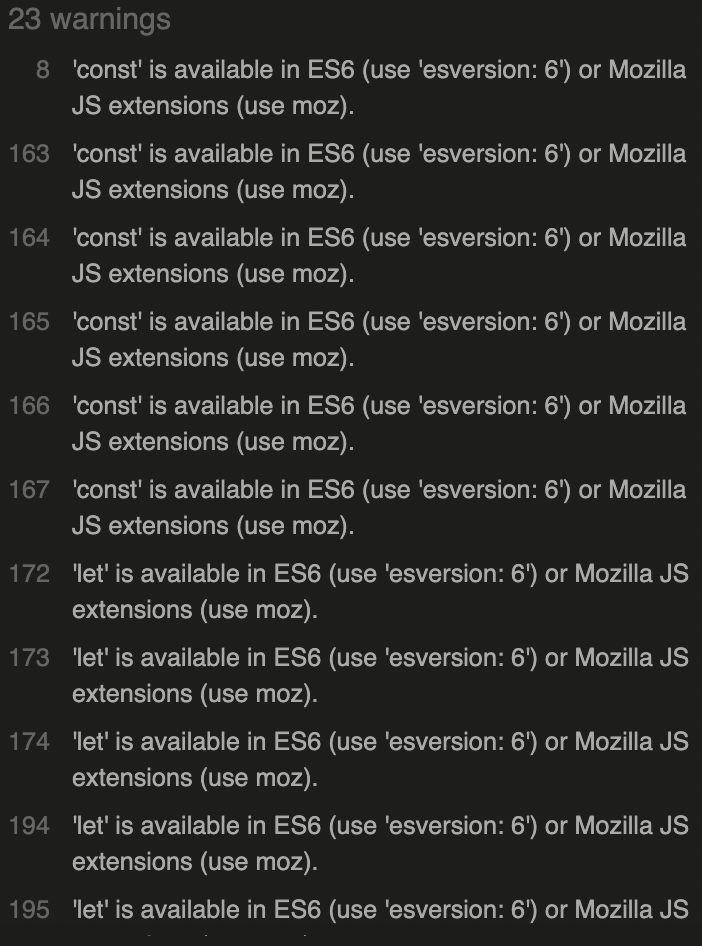 23 warnings
8 'const' is available in ES6 (use 'esversion: 6') or Mozilla
JS extensions (use moz).
163 'const' is available in ES6 (use 'esversion: 6') or Mozilla
JS extensions (use moz).
164 'const' is available in ES6 (use 'esversion: 6') or Mozilla
JS extensions (use moz).
165 'const' is available in ES6 (use 'esversion: 6') or Mozilla
JS extensions (use moz).
166 'const' is available in ES6 (use 'esversion: 6') or Mozilla
JS extensions (use moz).
167 'const' is available in ES6 (use 'esversion: 6') or Mozilla
JS extensions (use moz).
172 'let' is available in ES6 (use 'esversion: 6') or Mozilla JS
extensions (use moz).
173 'let' is available in ES6 (use 'esversion: 6') or Mozilla JS
extensions (use moz).
174 'let' is available in ES6 (use 'esversion: 6') or Mozilla JS
extensions (use moz).
194 'let' is available in ES6 (use 'esversion: 6') or Mozilla JS
extensions (use moz).
195 'let' is available in ES6 (use 'esversion: 6') or Mozilla JS